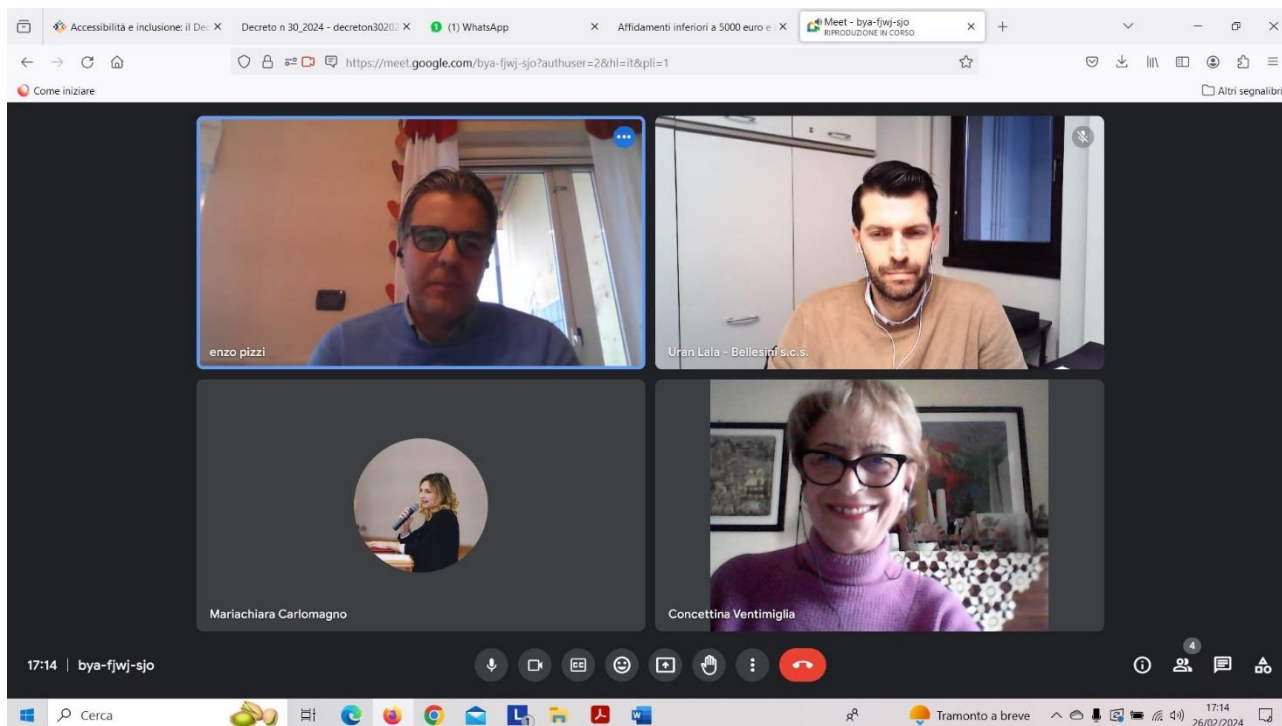 Accessibilità e inclusione: il De
Decreto n 30_2024 - decreton3020
(1) WhatsApp
Affidamenti inferiori a 5000 euro e
Meet - bya-fjwj-sjo
RIPRODUZIONE IN CORSO
https://meet.google.com/bya-fjwj-sjo?authuser=2&hl=it&pli=1
Come iniziare
Altri segnalibri
enzo pizzi
Uran Lala - Bellesini s.c.s.
Mariachiara Carlomagno
Concettina Ventimiglia
17:14 | bya-fjwj-sjo
CC
4
Cerca
Tramonto a breve
17:14
26/02/2024